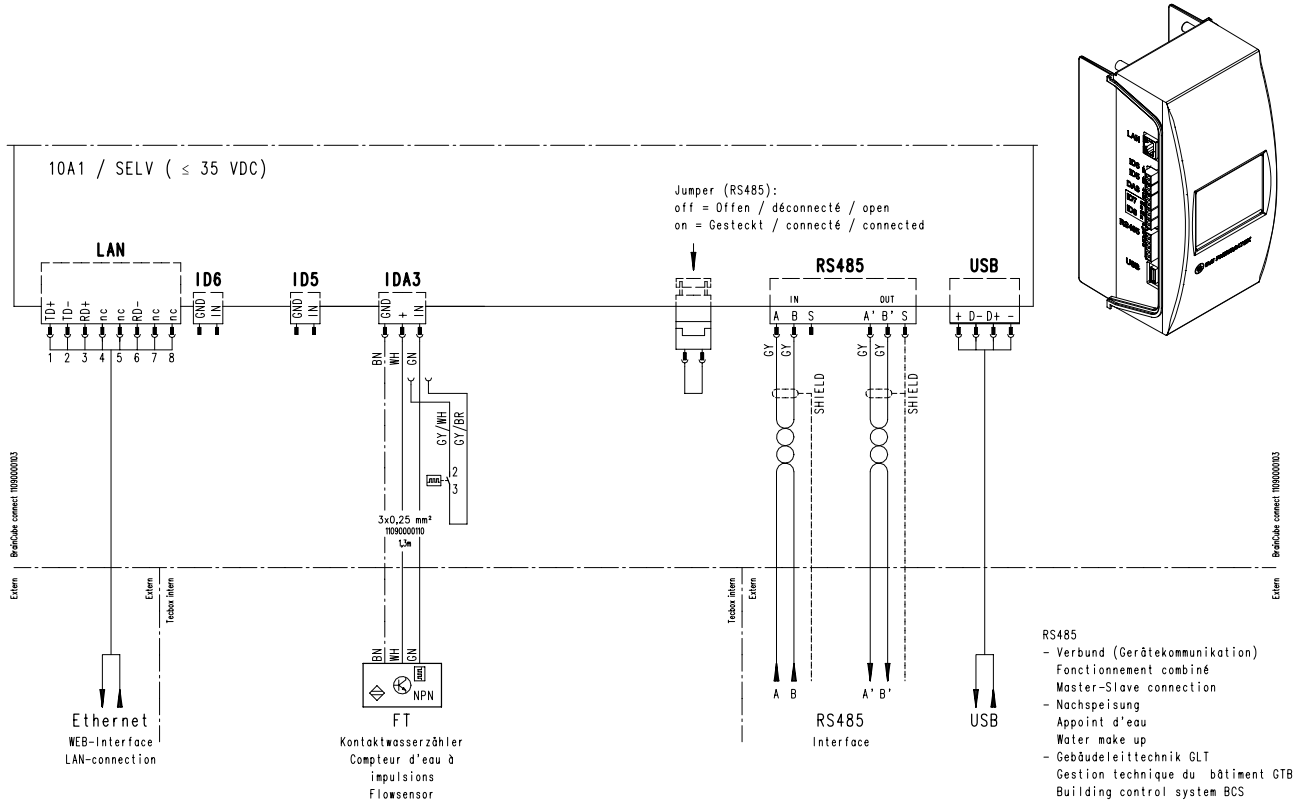 LAN
ID6
ID5
DA3
ID7
ID8
RS485
USB
10A1 / SELV ( ≤ 35 VDC)
Jumper (RS485):
off = Offen / déconnecté / open
on = Gesteckt / connecté / connected
LAN
ID6
ID5
IDA3
RS485
USB
TD+
TD-
RD+
nc
nc
RD-
nc
nc
GND
IN
GND
IN
GND
+
IN
IN
OUT
A B S
A' B' S
+ D- D+ -
1 2 3 4 5 6 7 8
BN
WH
GN
GY
GY
GY
GY
SHIELD
SHIELD
GY/WH
GY/BR
2
3
3x0,25 mm²
11090000110
1,3m
BrainCube connect 11090000103
Extern
Extern
Tecbox intern
Tecbox intern
Extern
BrainCube connect 11090000103
Extern
BN
WH
GN
NPN
A B
A' B'
Ethernet
WEB-Interface
LAN-connection
FT
Kontaktwasserzähler
Compteur d'eau à
impulsions
Flowsensor
RS485
Interface
USB
RS485
- Verbund (Gerätekommunikation)
Fonctionnement combiné
Master-Slave connection
- Nachspeisung
Appoint d'eau
Water make up
- Gebäudeleittechnik GLT
Gestion technique du bâtiment GTB
Building control system BCS